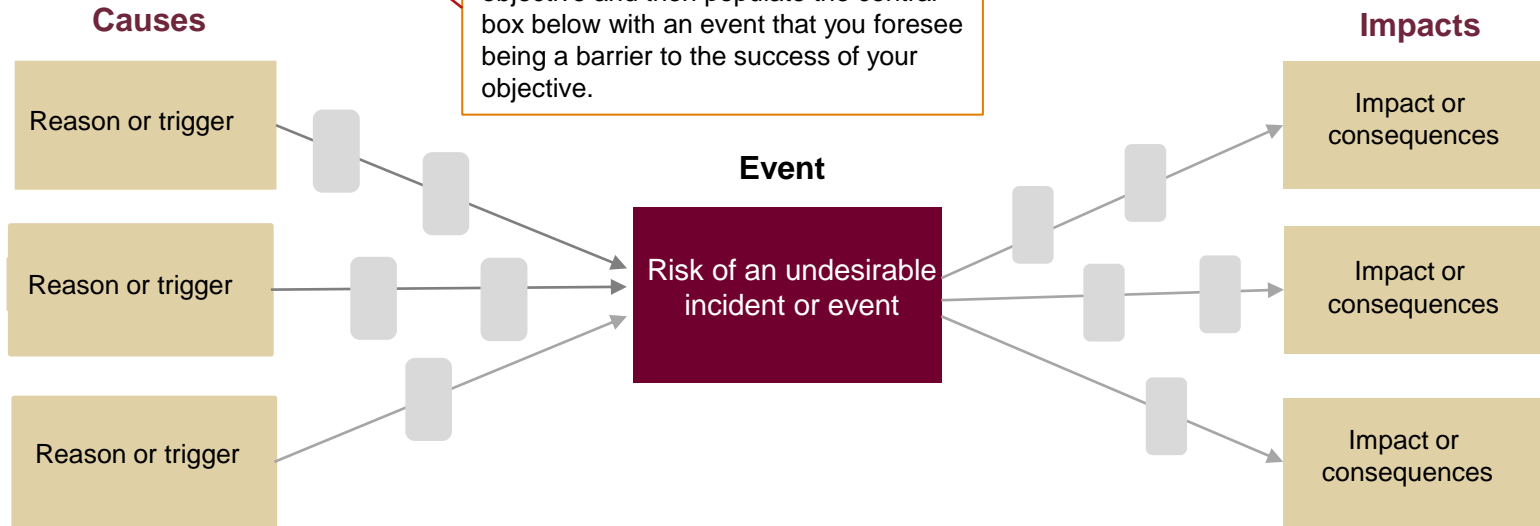 Causes
objective and then populate the central
box below with an event that you foresee
being a barrier to the success of your
objective.
Impacts
Reason or trigger
Impact or
consequences
Event
Reason or trigger
Risk of an undesirable
incident or event
Impact or
consequences
Reason or trigger
Impact or
consequences